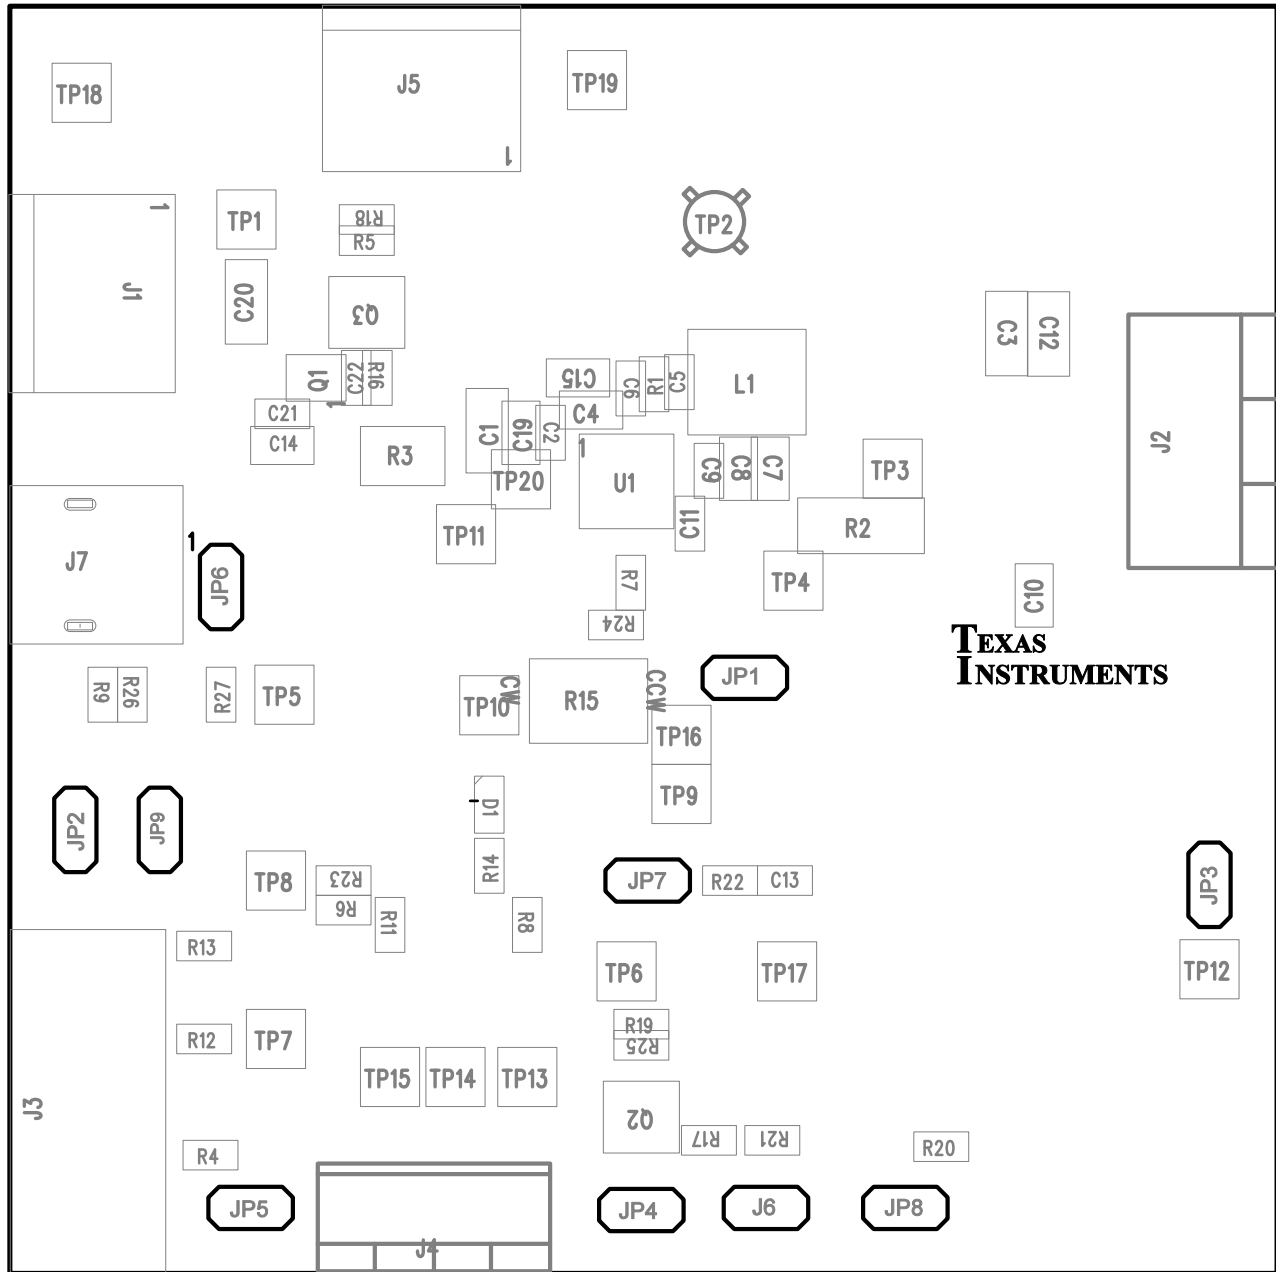 TP18
J5
TP19
1
1
TP1
R18
R5
TP2
J1
C20
Q3
C3
C12
Q1
C22
R16
1
C15
C6
R1
C5
L1
C21
C14
R3
C1
C19
C2
C4
1
J2
TP20
U1
C9
C8
C7
TP3
TP11
C11
R2
J7
1
JP6
R7
TP4
C10
R24
TEXAS
INSTRUMENTS
R9
R26
R27
TP5
TP10
CW
R15
CCW
JP1
TP16
TP9
JP2
JP9
D1
TP8
R23
R6
R14
JP7
R22
C13
JP3
R11
R8
R13
TP6
TP17
TP12
R12
TP7
R19
R25
TP15
TP14
TP13
J3
Q2
R17
R21
R20
R4
JP5
JP4
J6
JP8
J4